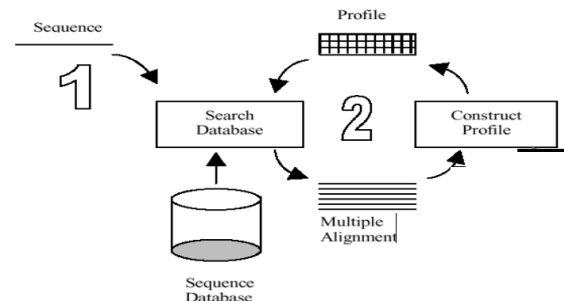 Sequence
1
Profile
Search
Database
2
Construct
Profile
Multiple
Alignment
Sequence
Database